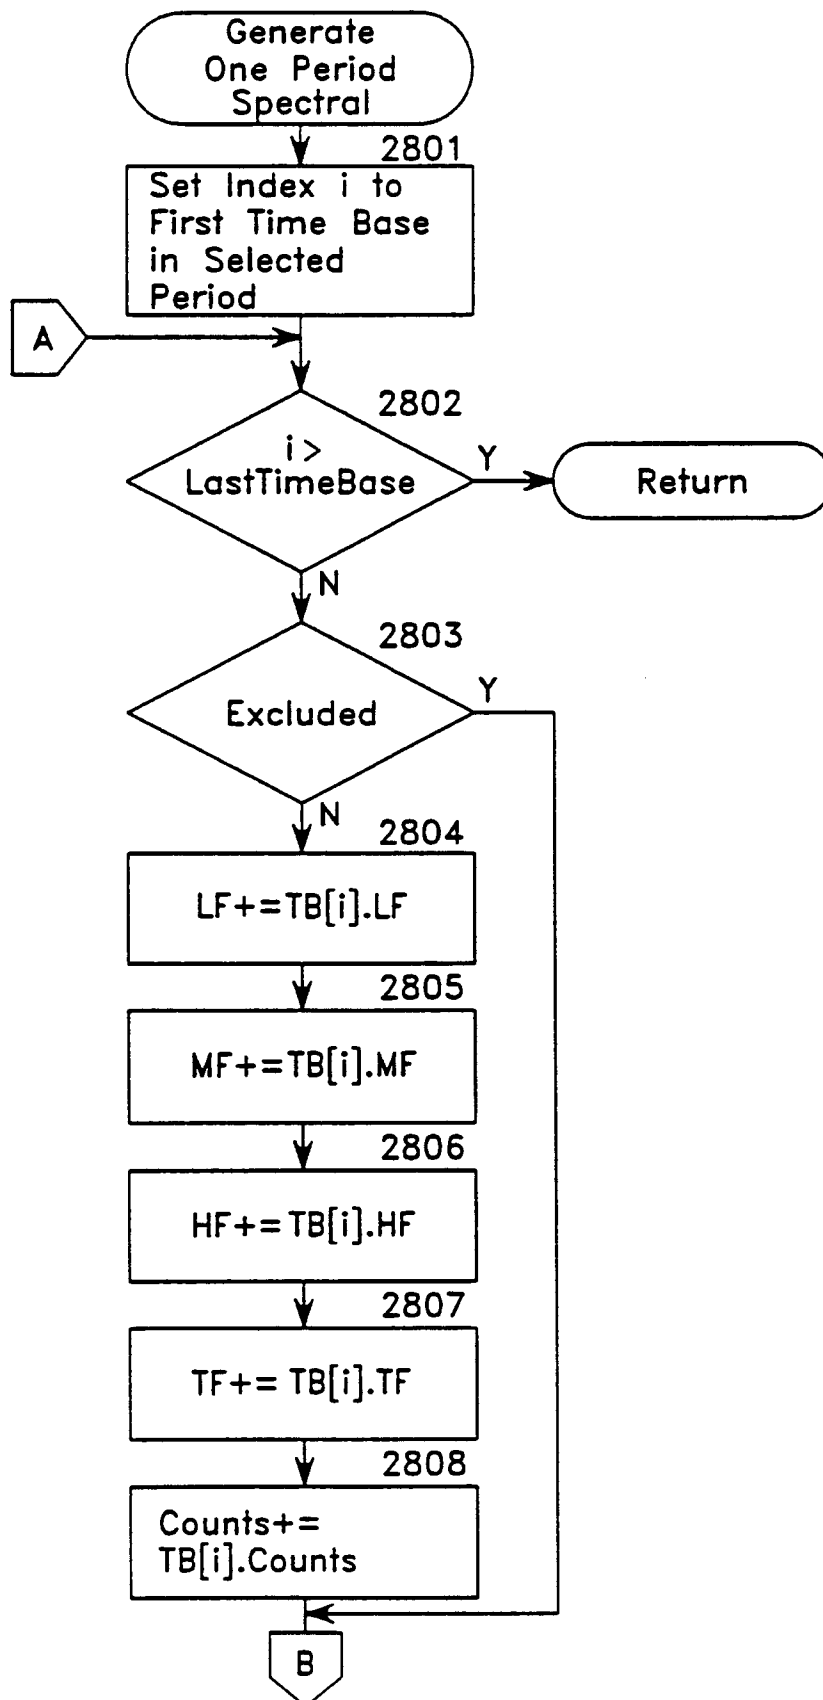 Generate
One Period
Spectral
2801
Set Index i to
First Time Base
in Selected
Period
A
2802
i >
LastTimeBase
Y
Return
N
2803
Excluded
Y
N
2804
LF+=TB[i].LF
2805
MF+=TB[i].MF
2806
HF+=TB[i].HF
2807
TF+= TB[i].TF
2808
Counts+=
TB[i].Counts
B